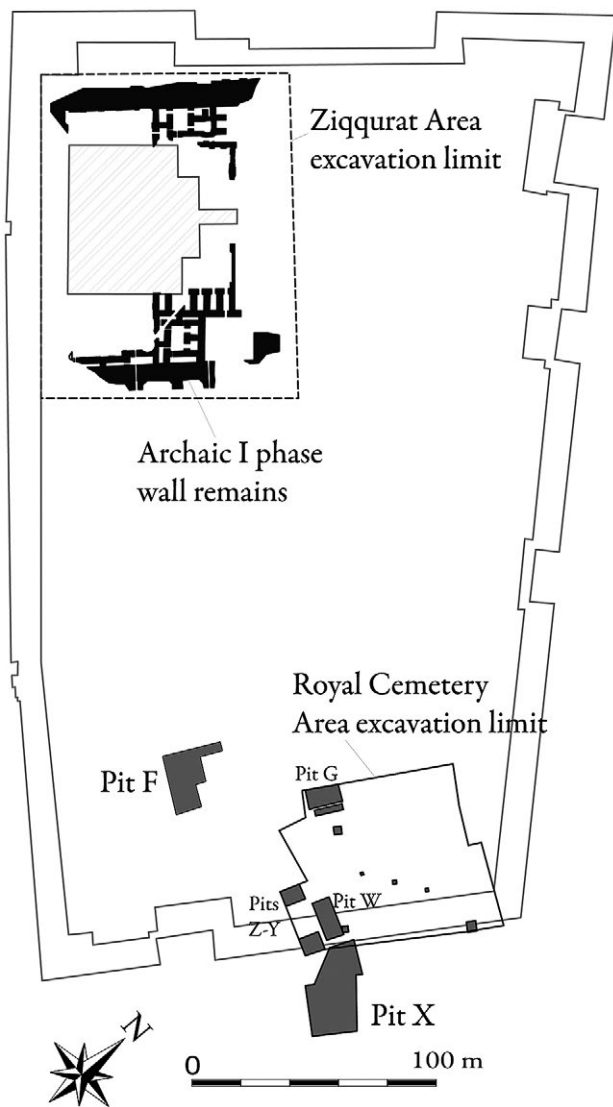 Ziqqurat Area
excavation limit
Archaic I phase
wall remains
Royal Cemetery
Area excavation limit
Pit G
Pit F
Pits
Z-Y
Pit W
Pit X
N
0
100 m